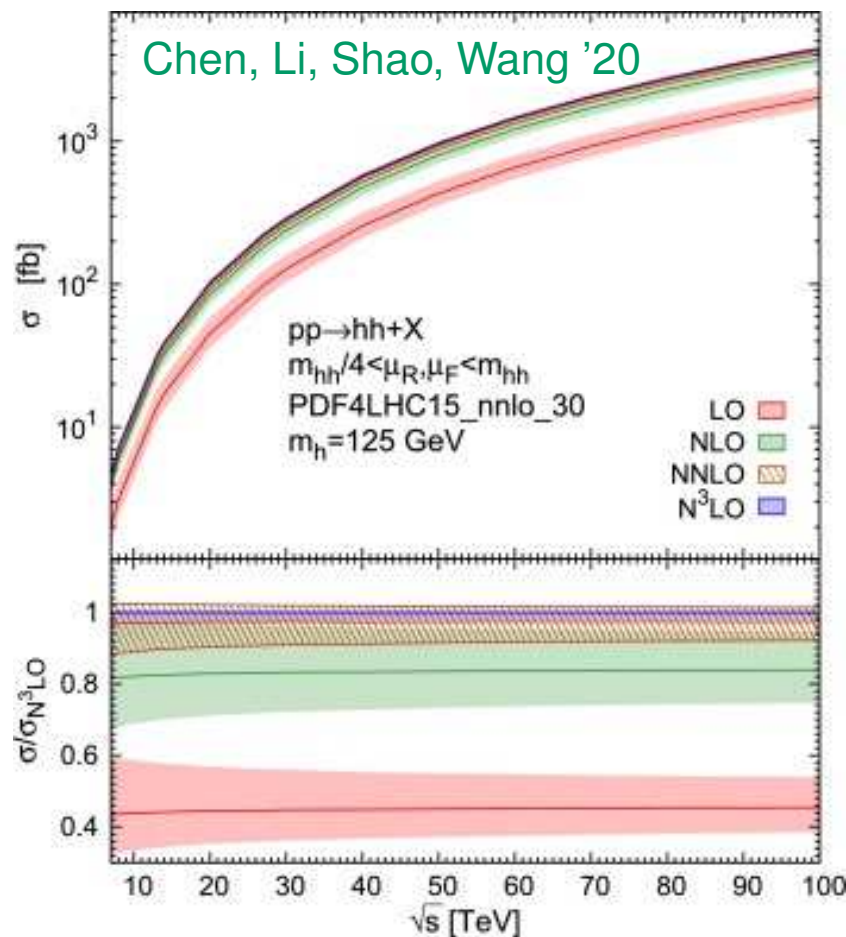 Chen, Li, Shao, Wang '20
10³
10²
10¹
σ [fb]
pp→hh+X
m_hh/4<μ_R,μ_F<m_hh
PDF4LHC15_nnlo_30
m_h=125 GeV
LO
NLO
NNLO
N³LO
1
0.8
0.6
0.4
σ/σ_N³LO
10 20 30 40 50 60 70 80 90 100
√s [TeV]